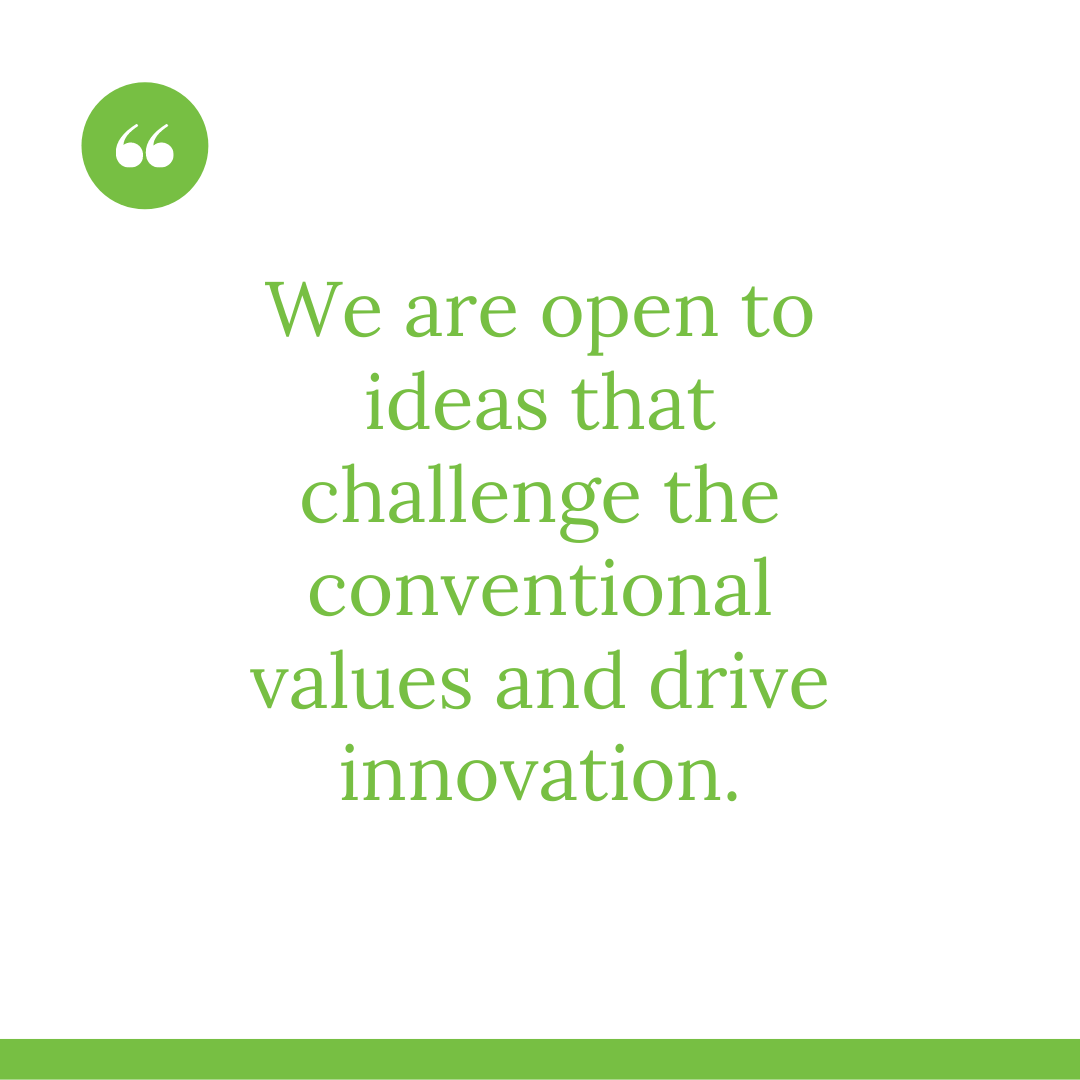 “
We are open to
ideas that
challenge the
conventional
values and drive
innovation.